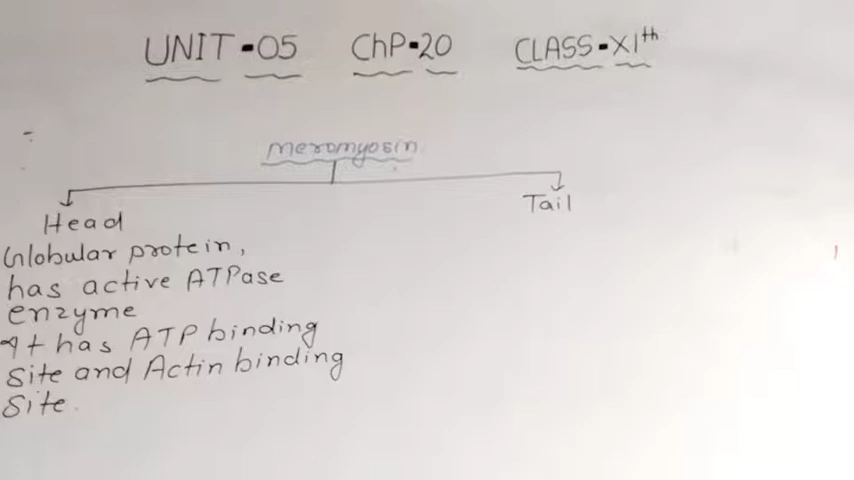 UNIT-05 ChP-20 CLASS-XIth
Meromyosin
Head
Tail
Globular protein,
has active ATPase
enzyme
It has ATP binding
Site and Actin binding
Site.